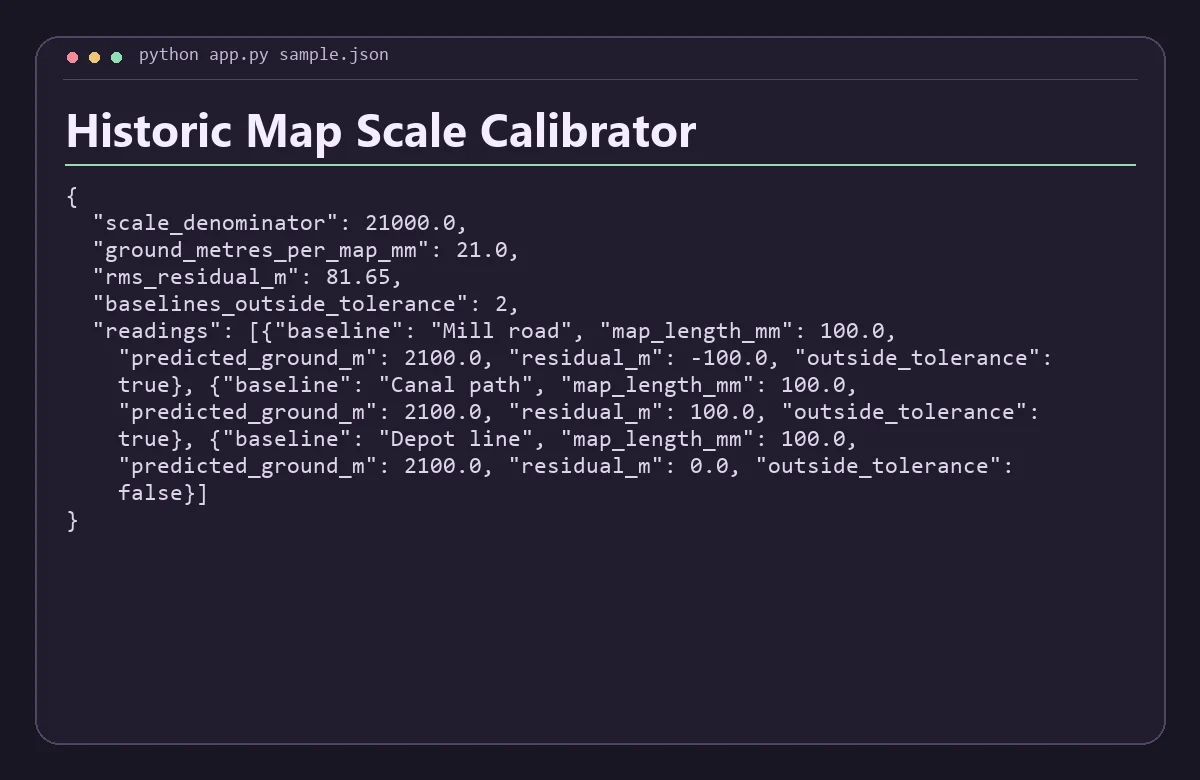 python app.py sample.json
Historic Map Scale Calibrator
{
"scale_denominator": 21000.0,
"ground_metres_per_map_mm": 21.0,
"rms_residual_m": 81.65,
"baselines_outside_tolerance": 2,
"readings": [{"baseline": "Mill road", "map_length_mm": 100.0,
"predicted_ground_m": 2100.0, "residual_m": -100.0, "outside_tolerance":
true}, {"baseline": "Canal path", "map_length_mm": 100.0,
"predicted_ground_m": 2100.0, "residual_m": 100.0, "outside_tolerance":
true}, {"baseline": "Depot line", "map_length_mm": 100.0,
"predicted_ground_m": 2100.0, "residual_m": 0.0, "outside_tolerance":
false}]
}